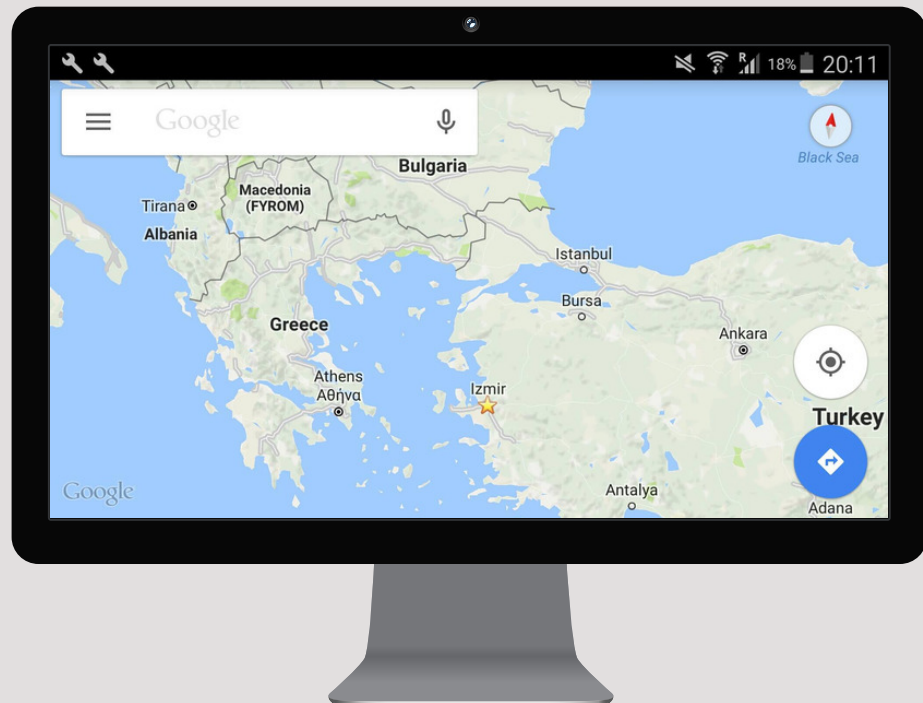 R
18%
20:11
Google
Black Sea
Bulgaria
Macedonia
(FYROM)
Tirana
Albania
Istanbul
Bursa
Greece
Ankara
Athens
Αθήνα
Izmir
Turkey
Google
Antalya
Adana